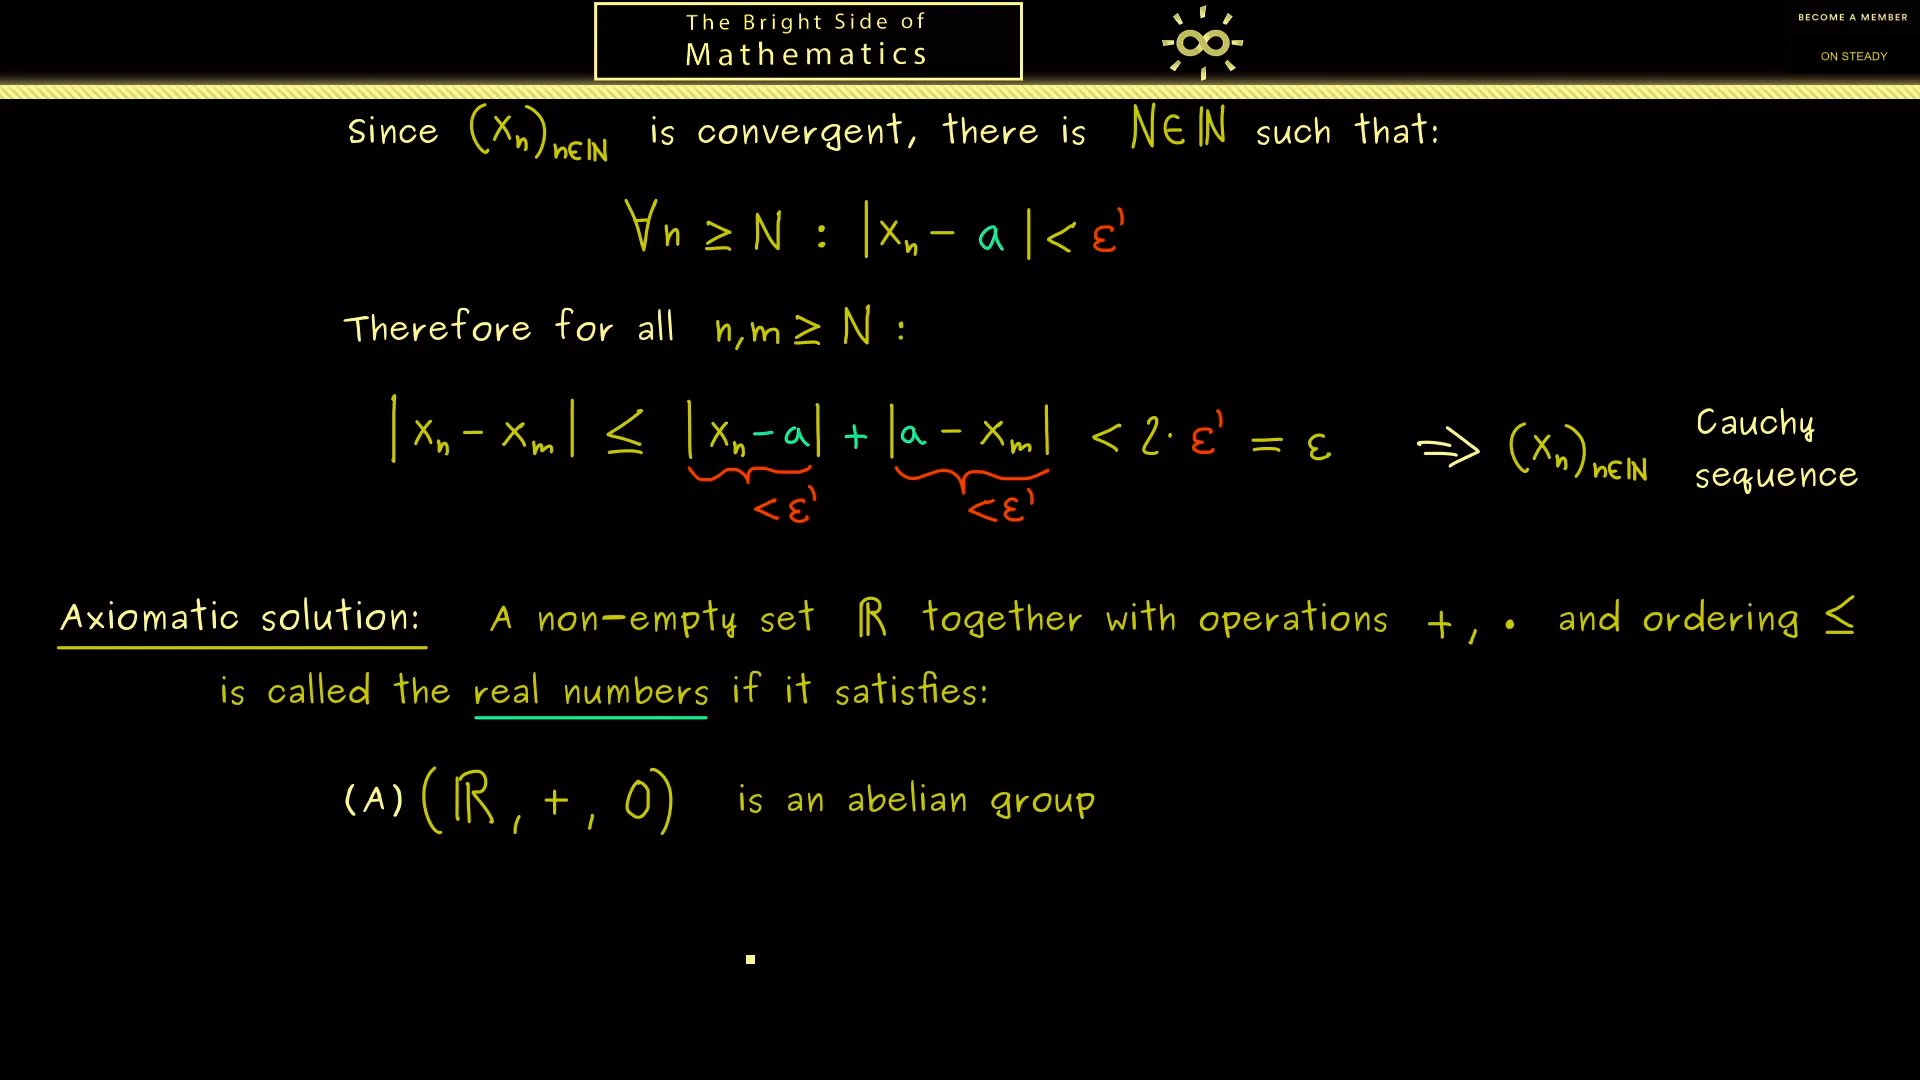 The Bright Side of
Mathematics
BECOME A MEMBER
ON STEADY
Since (xₙ)ₙ∈ℕ is convergent, there is N∈ℕ such that:
∀n ≥ N : |xₙ − a| < ε'
Therefore for all n,m ≥ N :
|xₙ − xₘ| ≤ |xₙ − a| + |a − xₘ| < 2· ε' = ε ⇒ (xₙ)ₙ∈ℕ Cauchy sequence
< ε' < ε'
Axiomatic solution: A non-empty set ℝ together with operations + , • and ordering ≤
is called the real numbers if it satisfies:
(A) (ℝ, +, 0) is an abelian group